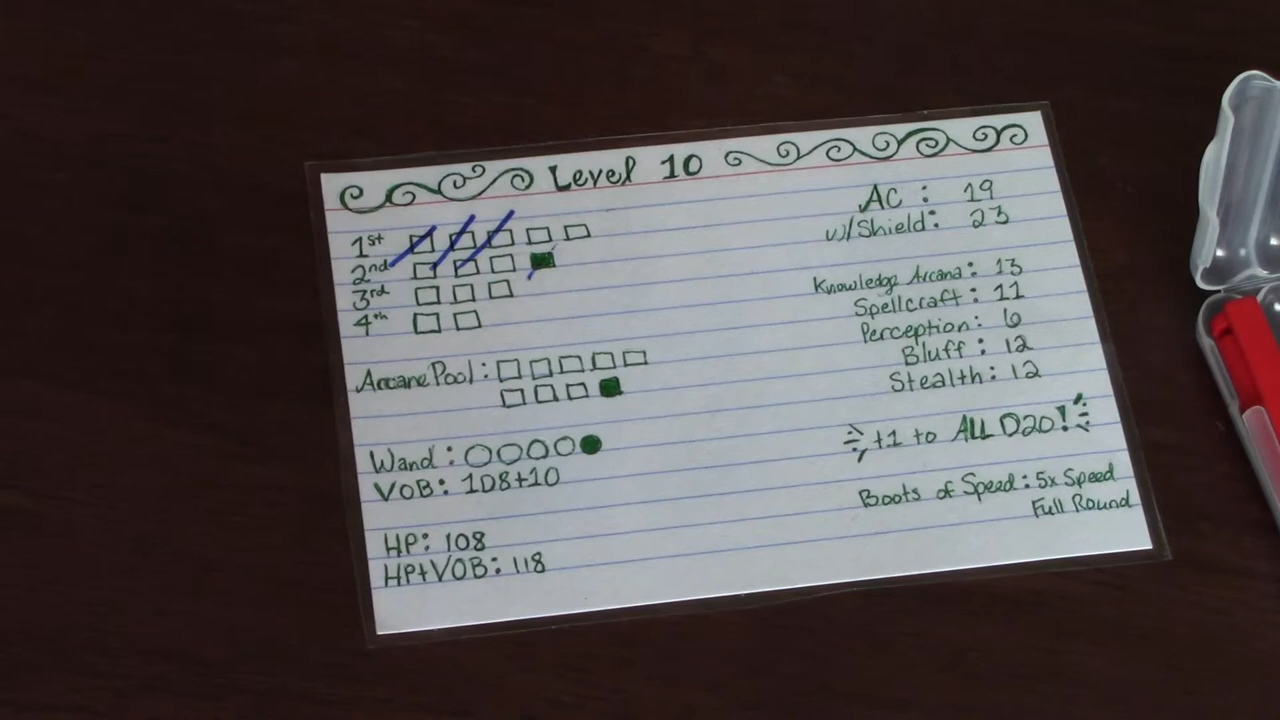 Level 10
1st
2nd
3rd
4th
Arcane Pool:
Wand:
VOB: 1D8+10
HP: 108
HP+VOB: 118
AC: 19
w/Shield: 23
Knowledge Arcana: 13
Spellcraft: 11
Perception: 6
Bluff: 12
Stealth: 12
+1 to ALL D20!
Boots of Speed: 5x Speed
Full Round